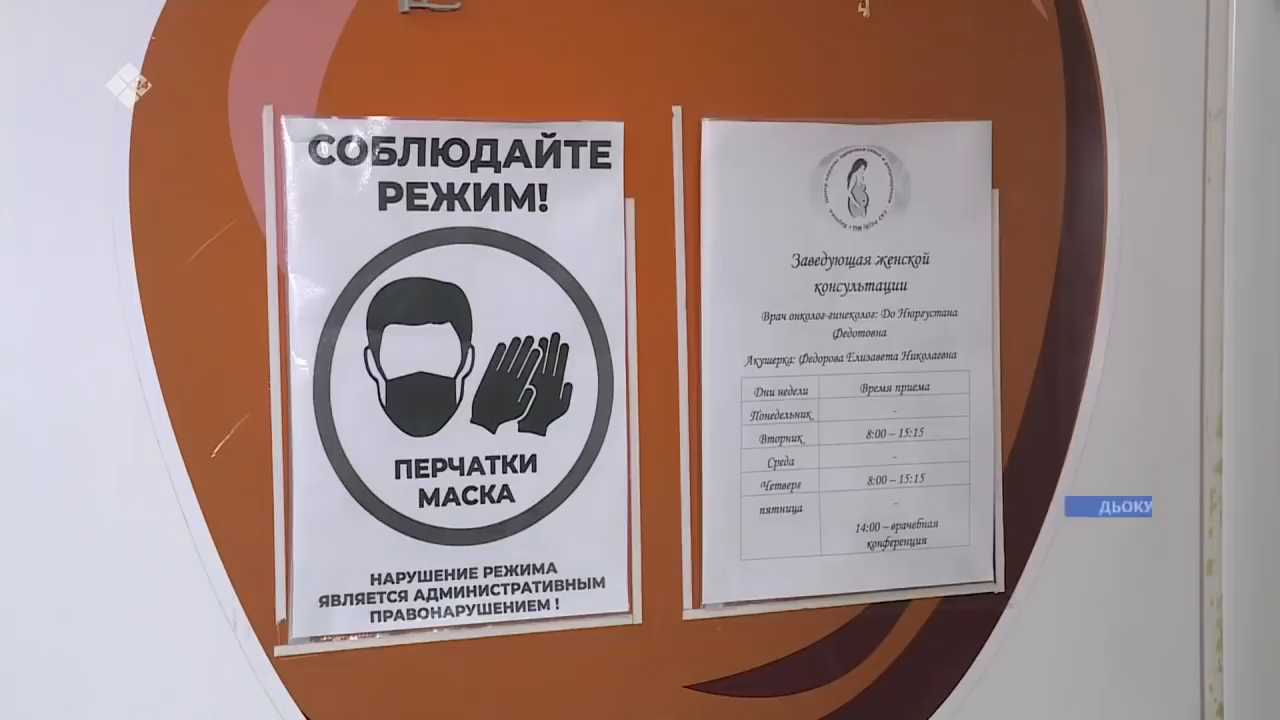 СОБЛЮДАЙТЕ
РЕЖИМ!
ПЕРЧАТКИ
МАСКА
НАРУШЕНИЕ РЕЖИМА
ЯВЛЯЕТСЯ АДМИНИСТРАТИВНЫМ
ПРАВОНАРУШЕНИЕМ !
Заведующая женской
консультации
Врач онколог-гинеколог: До Нюргустана
Федотовна
Акушерка: Федорова Елизавета Николаевна
Дни недели Время приема
Понедельник -
Вторник 8:00 – 15:15
Среда
Четверг 8:00 – 15:15
пятница -
14:00 – врачебная
конференция
ДЬОКУ
24